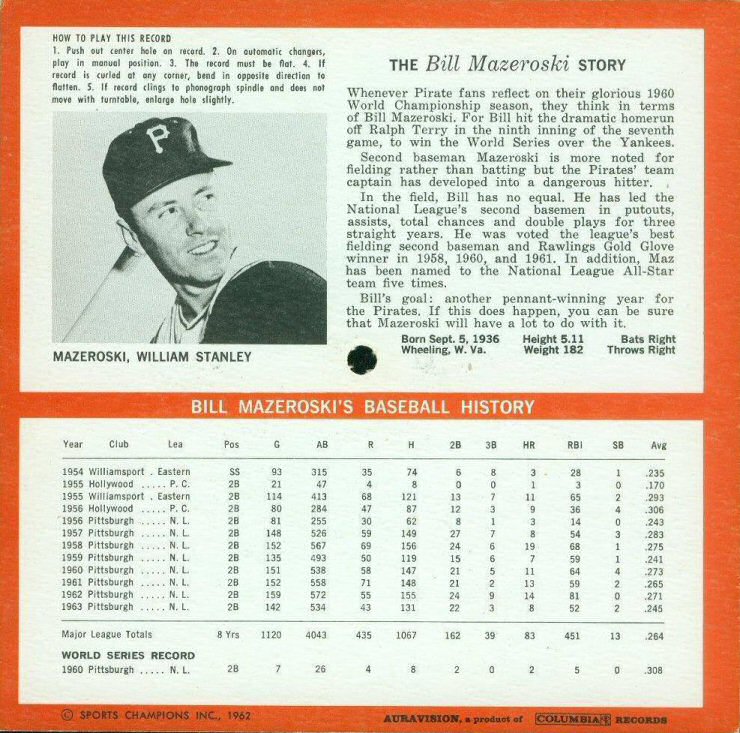 HOW TO PLAY THIS RECORD
1. Push out center hole on record. 2. On automatic changers,
play in manual position. 3. The record must be flat. 4. If
record is curled at any corner, bend in opposite direction to
flatten. 5. If record clings to phonograph spindle and does not
move with turntable, enlarge hole slightly.
P
MAZEROSKI, WILLIAM STANLEY
THE Bill Mazeroski STORY
Whenever Pirate fans reflect on their glorious 1960
World Championship season, they think in terms
of Bill Mazeroski. For Bill hit the dramatic homerun
off Ralph Terry in the ninth inning of the seventh
game, to win the World Series over the Yankees.
Second baseman Mazeroski is more noted for
fielding rather than batting but the Pirates' team
captain has developed into a dangerous hitter.
In the field, Bill has no equal. He has led the
National League's second basemen in putouts,
assists, total chances and double plays for three
straight years. He was voted the league's best
fielding second baseman and Rawlings Gold Glove
winner in 1958, 1960, and 1961. In addition, Maz
has been named to the National League All-Star
team five times.
Bill's goal: another pennant-winning year for
the Pirates. If this does happen, you can be sure
that Mazeroski will have a lot to do with it.
Born Sept. 5, 1936 Height 5.11 Bats Right
Wheeling, W. Va. Weight 182 Throws Right
BILL MAZEROSKI'S BASEBALL HISTORY
Year Club Lea Pos G AB R H 2B 3B HR RBI SB Avg
1954 Williamsport . Eastern SS 93 315 35 74 6 8 3 28 1 .235
1955 Hollywood ..... P. C. 2B 21 47 4 8 0 0 1 3 0 .170
1955 Williamsport . Eastern 2B 114 413 68 121 13 7 11 65 2 .293
1956 Hollywood ..... P. C. 2B 80 284 47 87 12 3 9 36 4 .306
1956 Pittsburgh ..... N. L. 2B 81 255 30 62 8 1 3 14 0 .243
1957 Pittsburgh ..... N. L. 2B 148 526 59 149 27 7 8 54 3 .283
1958 Pittsburgh ..... N. L. 2B 152 567 69 156 24 6 19 68 1 .275
1959 Pittsburgh ..... N. L. 2B 135 493 50 119 15 6 7 59 1 .241
1960 Pittsburgh ..... N. L. 2B 151 538 58 147 21 5 11 64 4 .273
1961 Pittsburgh ..... N. L. 2B 152 558 71 148 21 2 13 59 2 .265
1962 Pittsburgh ..... N. L. 2B 159 572 55 155 24 9 14 81 0 .271
1963 Pittsburgh ..... N. L. 2B 142 534 43 131 22 3 8 52 2 .245
Major League Totals 8 Yrs 1120 4043 435 1067 162 39 83 451 13 .264
WORLD SERIES RECORD
1960 Pittsburgh ..... N. L. 2B 7 26 4 8 2 0 2 5 0 .308
© SPORTS CHAMPIONS INC., 1962
AURAVISION, a product of COLUMBIA RECORDS